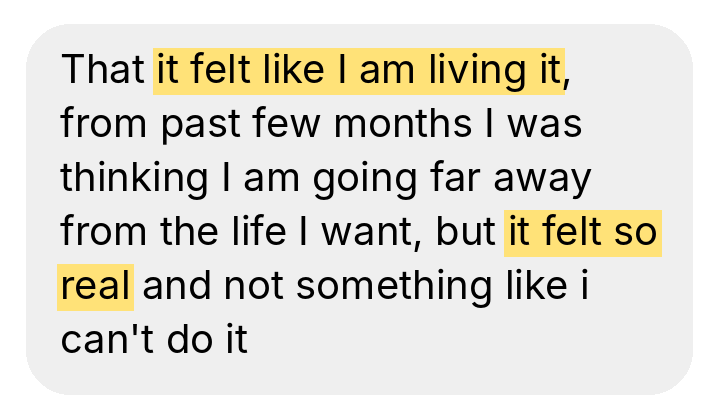 That it felt like I am living it,
from past few months I was
thinking I am going far away
from the life I want, but it felt so
real and not something like i
can't do it